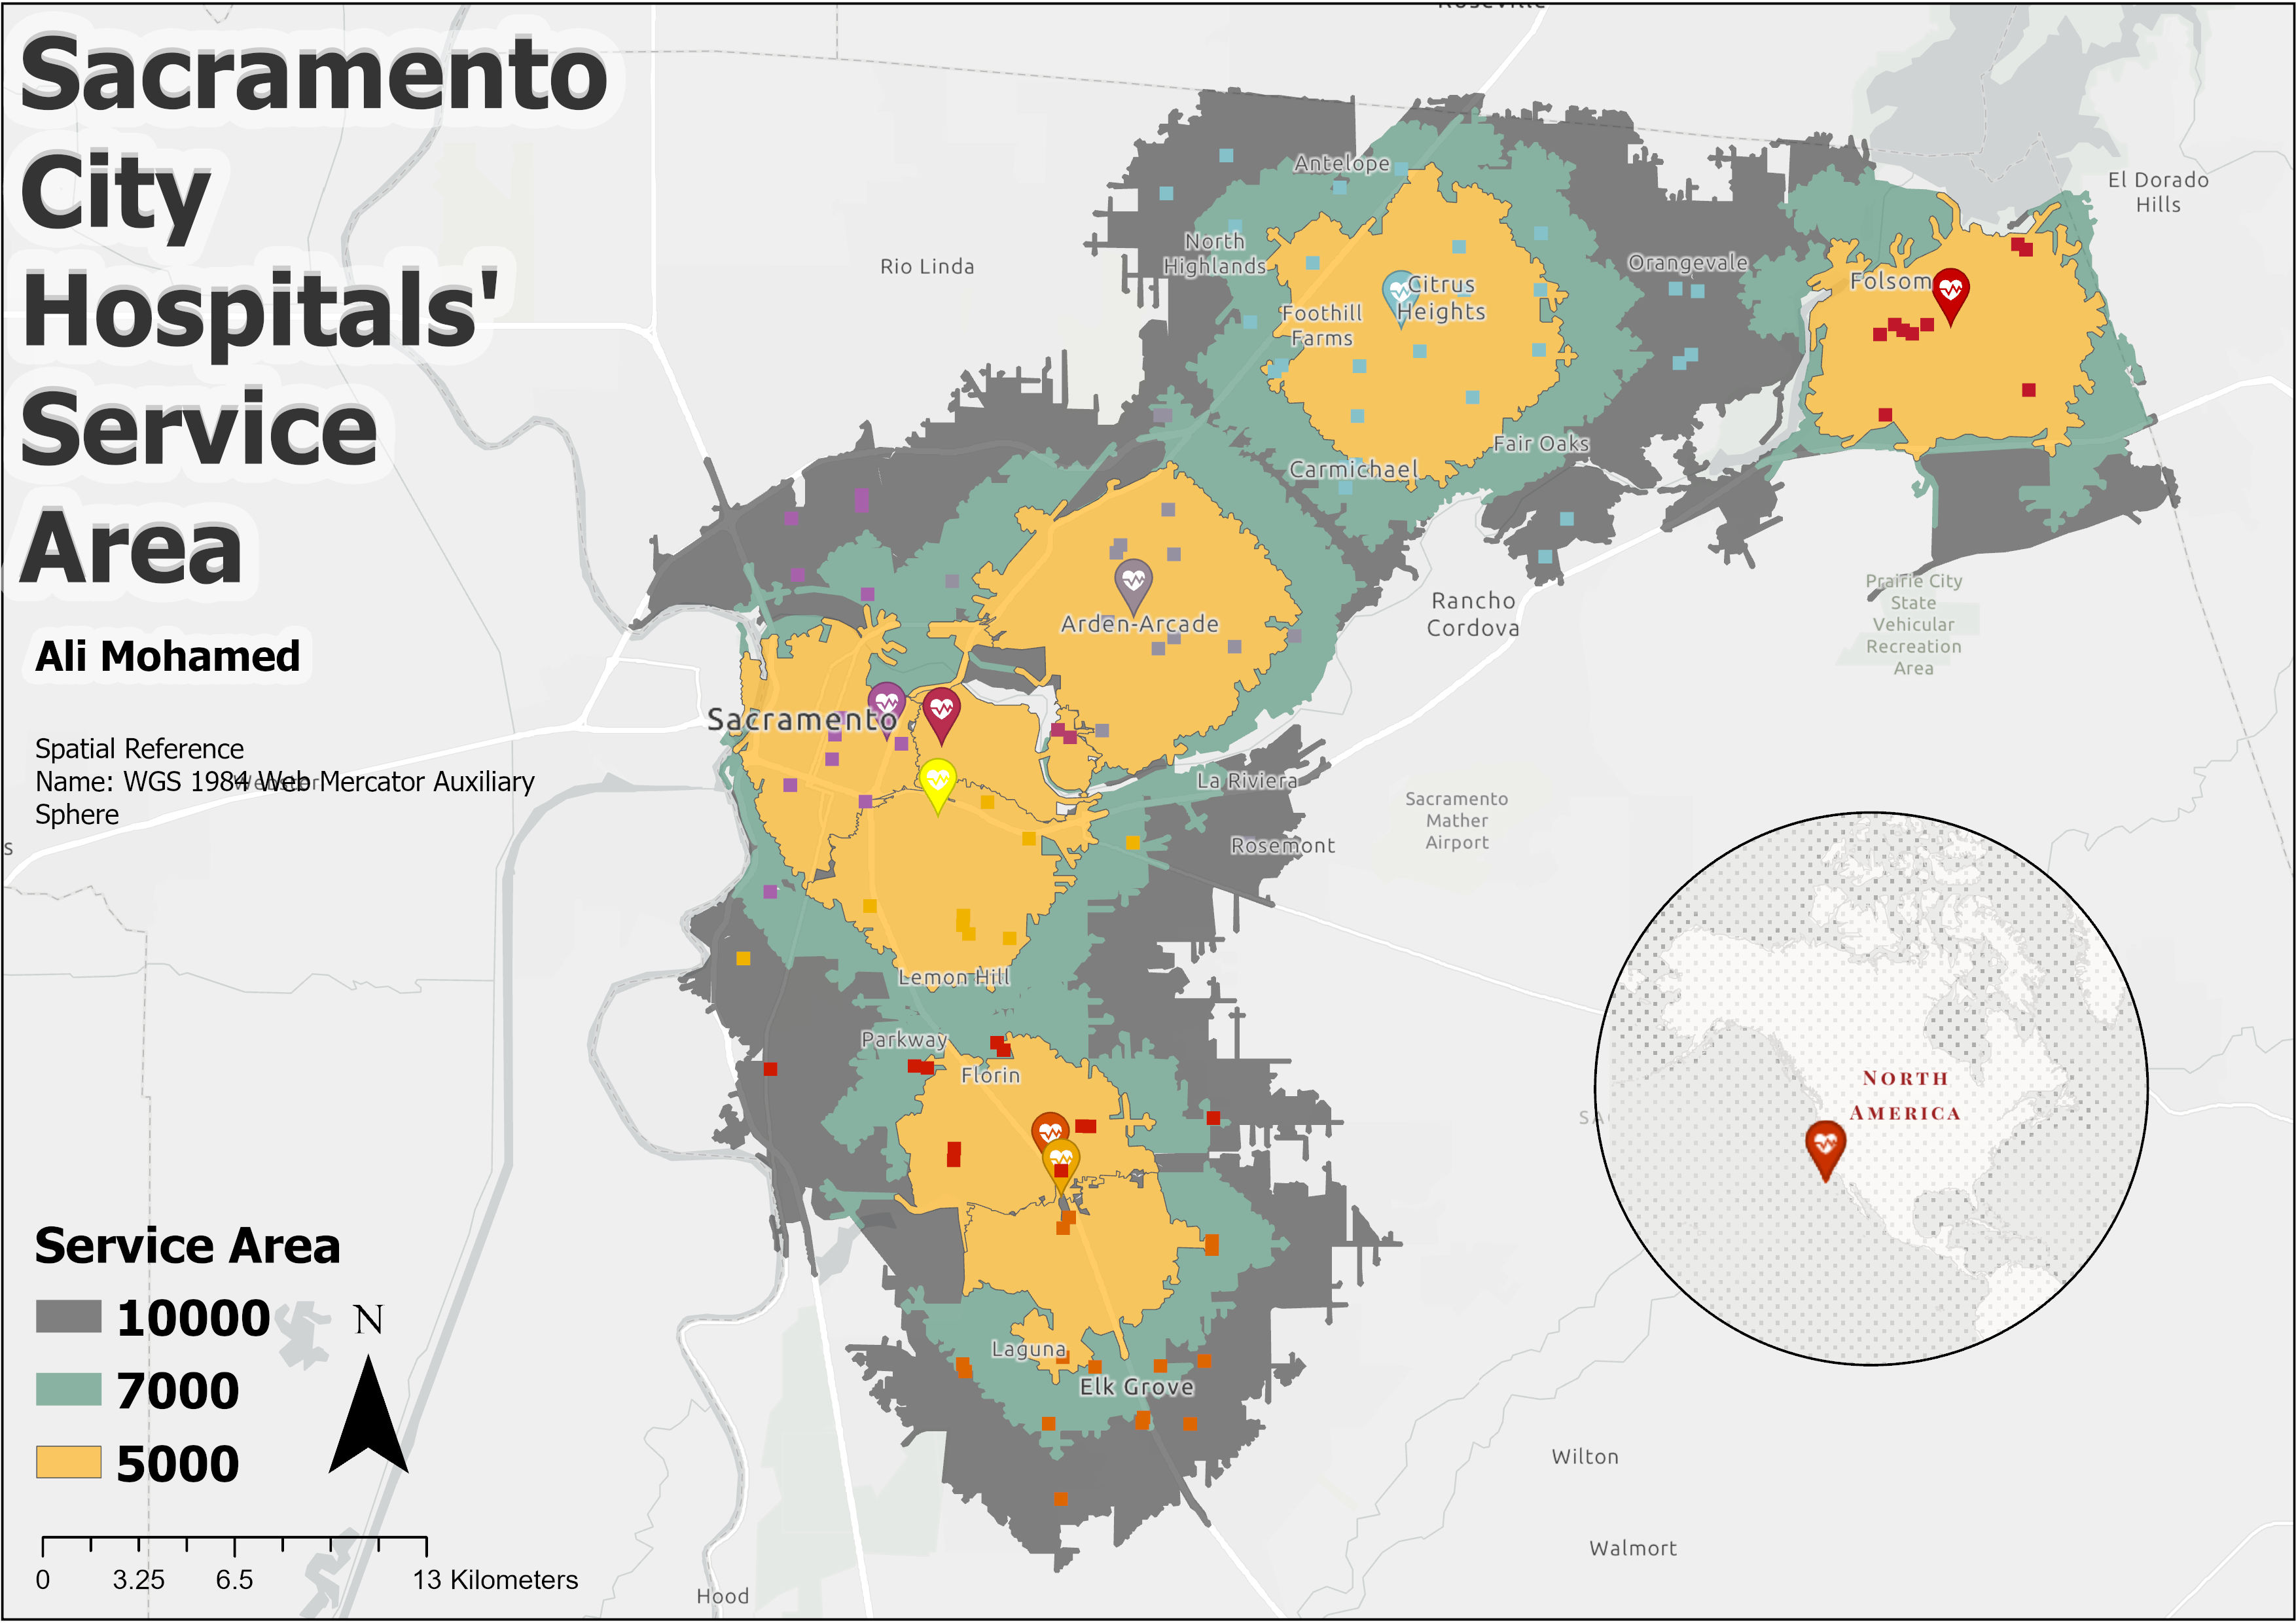 Sacramento
City
Hospitals'
Service
Area
Ali Mohamed
Spatial Reference
Name: WGS 1984 Web Mercator Auxiliary
Sphere
Webster
s
Roseville
Antelope
El Dorado
Hills
North
Highlands
Rio Linda
Orangevale
Citrus
Heights
Folsom
Foothill
Farms
Fair Oaks
Carmichael
Prairie City
State
Vehicular
Recreation
Area
Rancho
Cordova
Arden-Arcade
Sacramento
La Riviera
Sacramento
Mather
Airport
Rosemont
Lemon Hill
Parkway
Florin
NORTH
AMERICA
SA
Laguna
Elk Grove
Wilton
Walmort
Hood
Service Area
10000
7000
5000
N
0 3.25 6.5 13 Kilometers